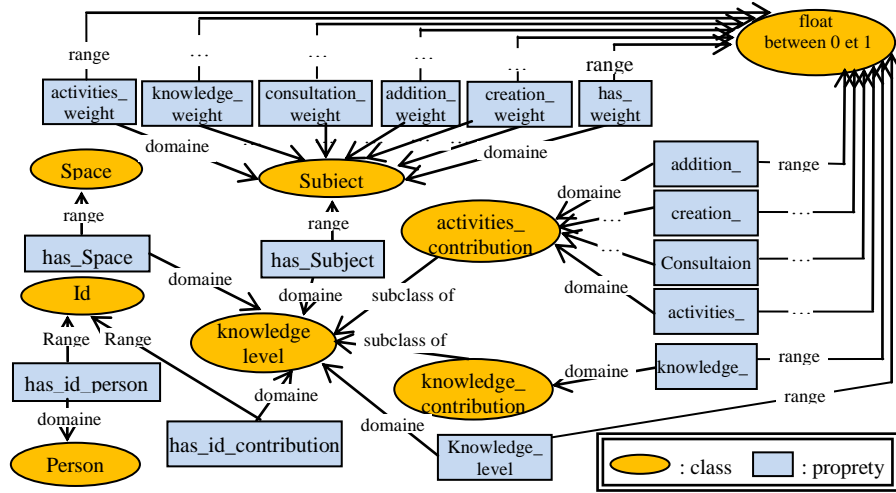 float
between 0 et 1
range
...
...
...
...
range
activities_
weight
knowledge_
weight
consultation_
weight
addition_
weight
creation_
weight
has_
weight
domaine
... ... ... ...
domaine
Space
Subject
addition_
range
domaine
range
range
activities_
contribution
creation_
...
...
has_Space
has_Subject
...
Consultaion
...
domaine
domaine
Id
subclass of
domaine
activities_
...
Range
Range
knowledge
level
subclass of
range
has_id_person
knowledge_
contribution
domaine
knowledge_
domaine
domaine
domaine
range
has_id_contribution
Knowledge_
level
Person
: class
: proprety